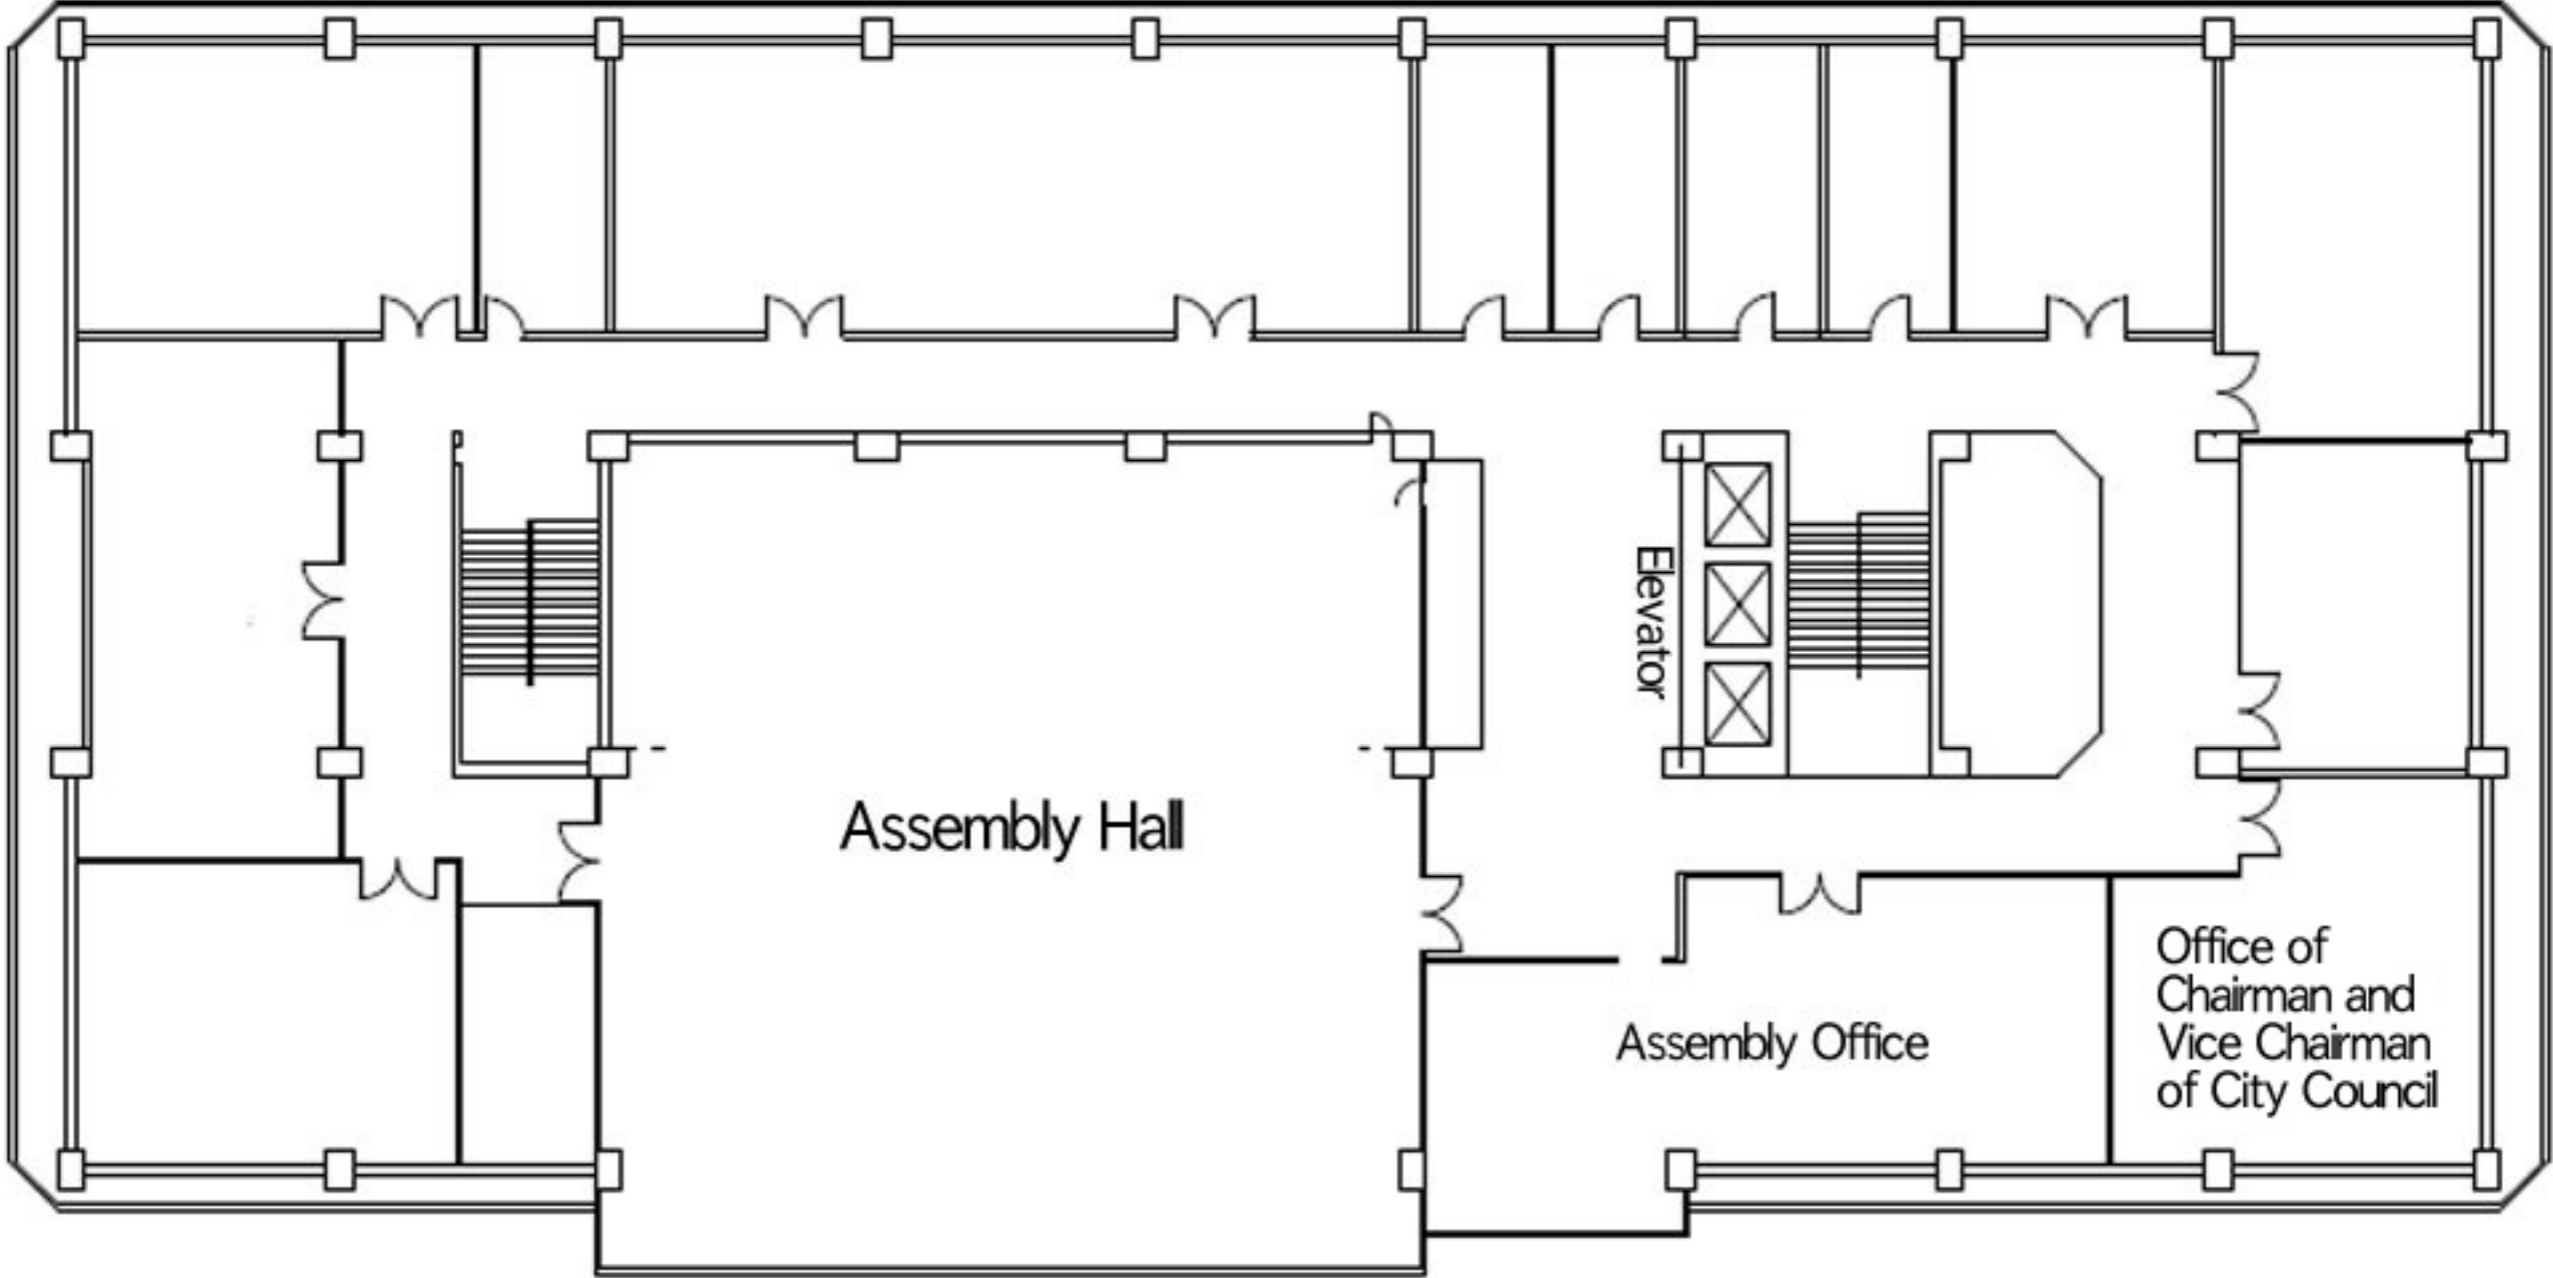 Elevator
Assembly Hall
Assembly Office
Office of
Chairman and
Vice Chairman
of City Council